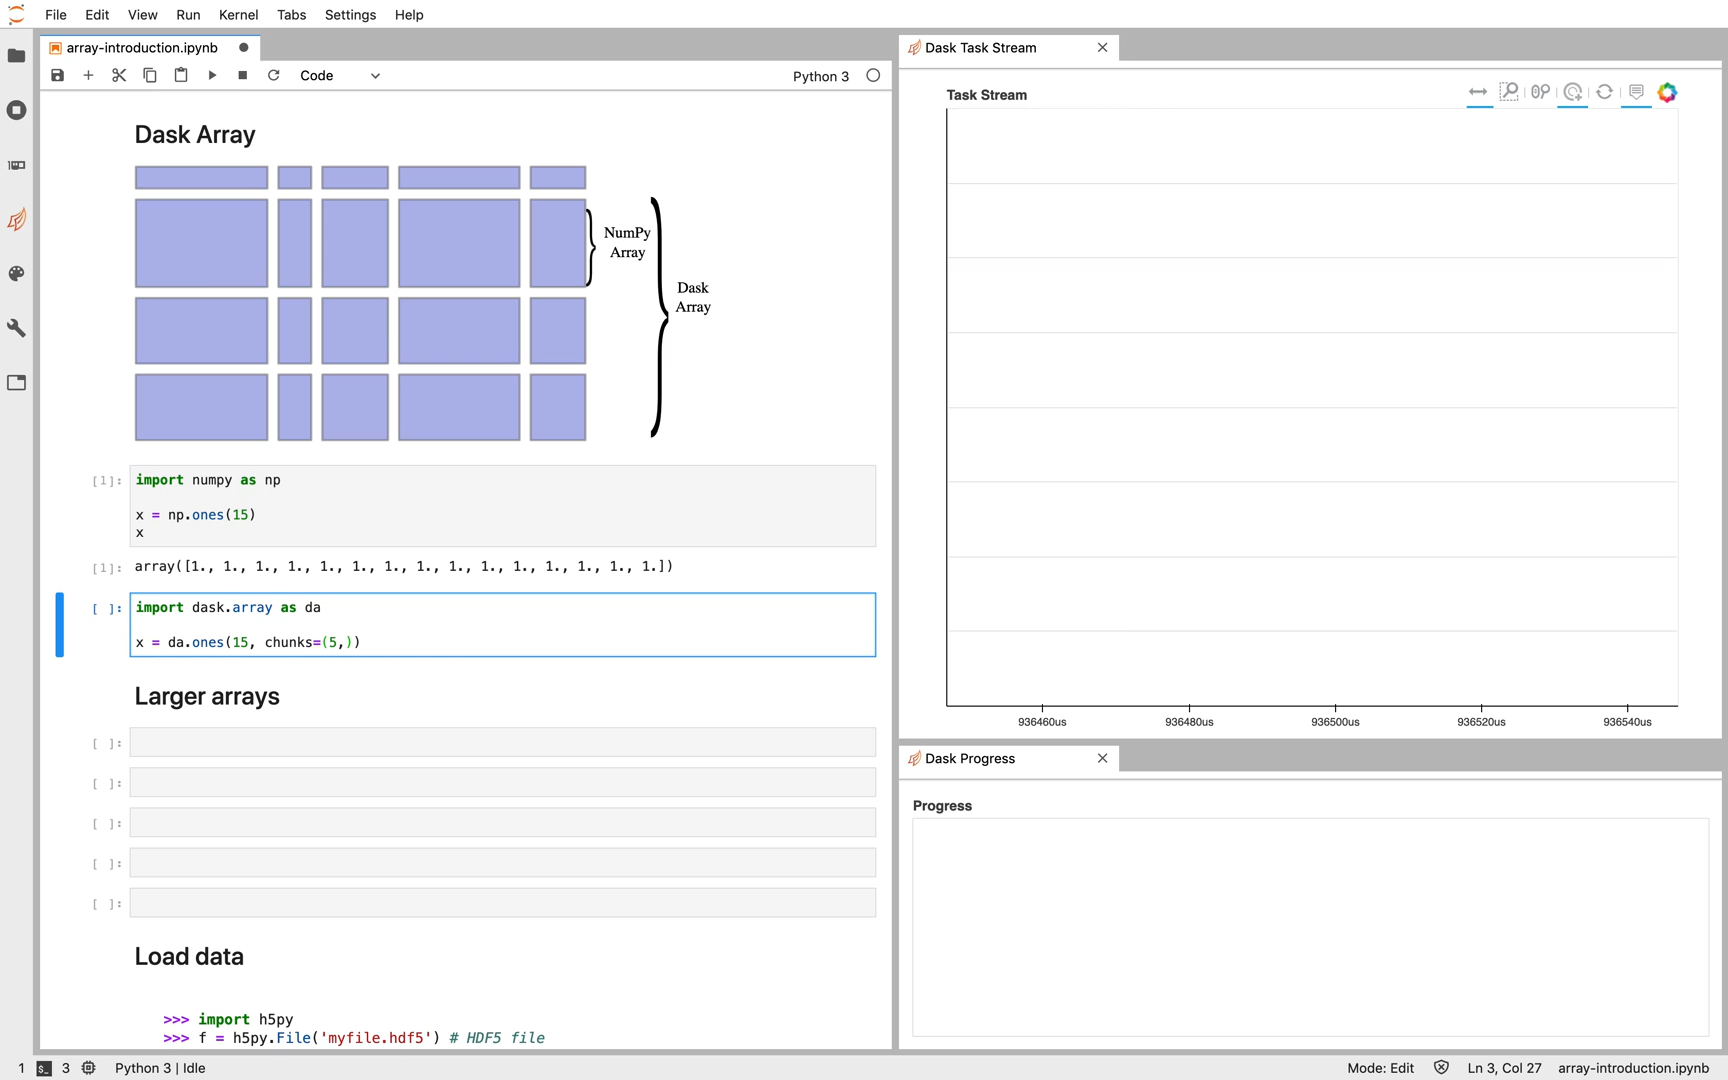 File Edit View Run Kernel Tabs Settings Help
array-introduction.ipynb
Code
Python 3
Dask Array
NumPy
Array
Dask
Array
[1]:
import numpy as np
x = np.ones(15)
x
[1]:
array([1., 1., 1., 1., 1., 1., 1., 1., 1., 1., 1., 1., 1., 1., 1.])
[ ]:
import dask.array as da
x = da.ones(15, chunks=(5,))
Larger arrays
[ ]:
[ ]:
[ ]:
[ ]:
[ ]:
Load data
>>> import h5py
>>> f = h5py.File('myfile.hdf5') # HDF5 file
Dask Task Stream
Task Stream
936460us 936480us 936500us 936520us 936540us
Dask Progress
Progress
1 $_ 3 Python 3 | Idle
Mode: Edit Ln 3, Col 27 array-introduction.ipynb